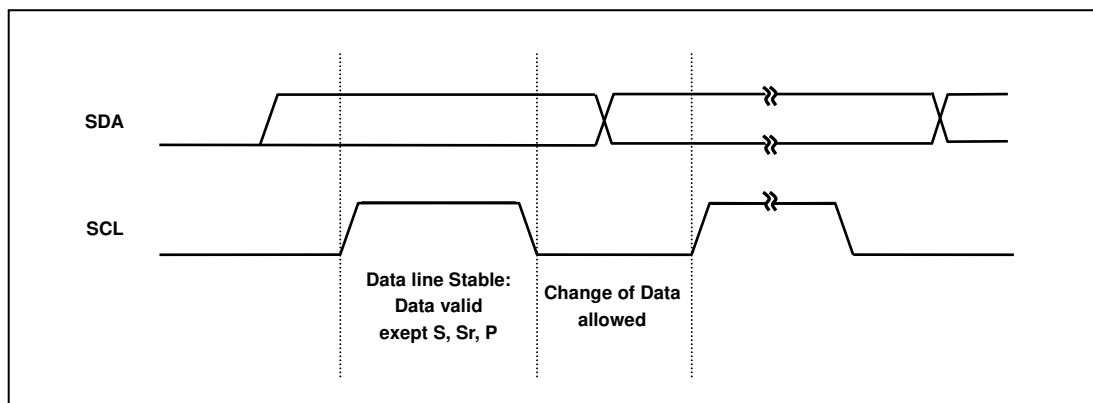 SDA
SCL
Data line Stable:
Data valid
exept S, Sr, P
Change of Data
allowed